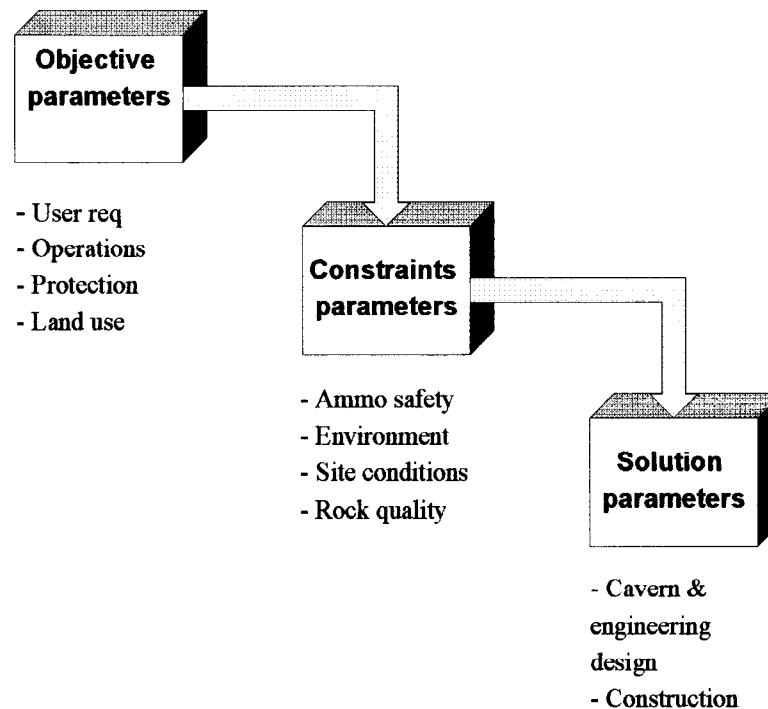 Objective
parameters
- User req
- Operations
- Protection
- Land use
Constraints
parameters
- Ammo safety
- Environment
- Site conditions
- Rock quality
Solution
parameters
- Cavern &
engineering
design
- Construction